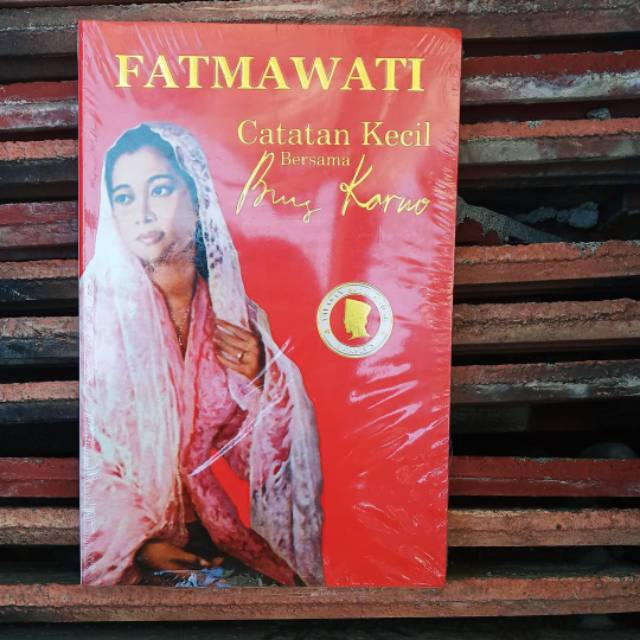 FATMAWATI
Catatan Kecil
Bersama
Bung Karno